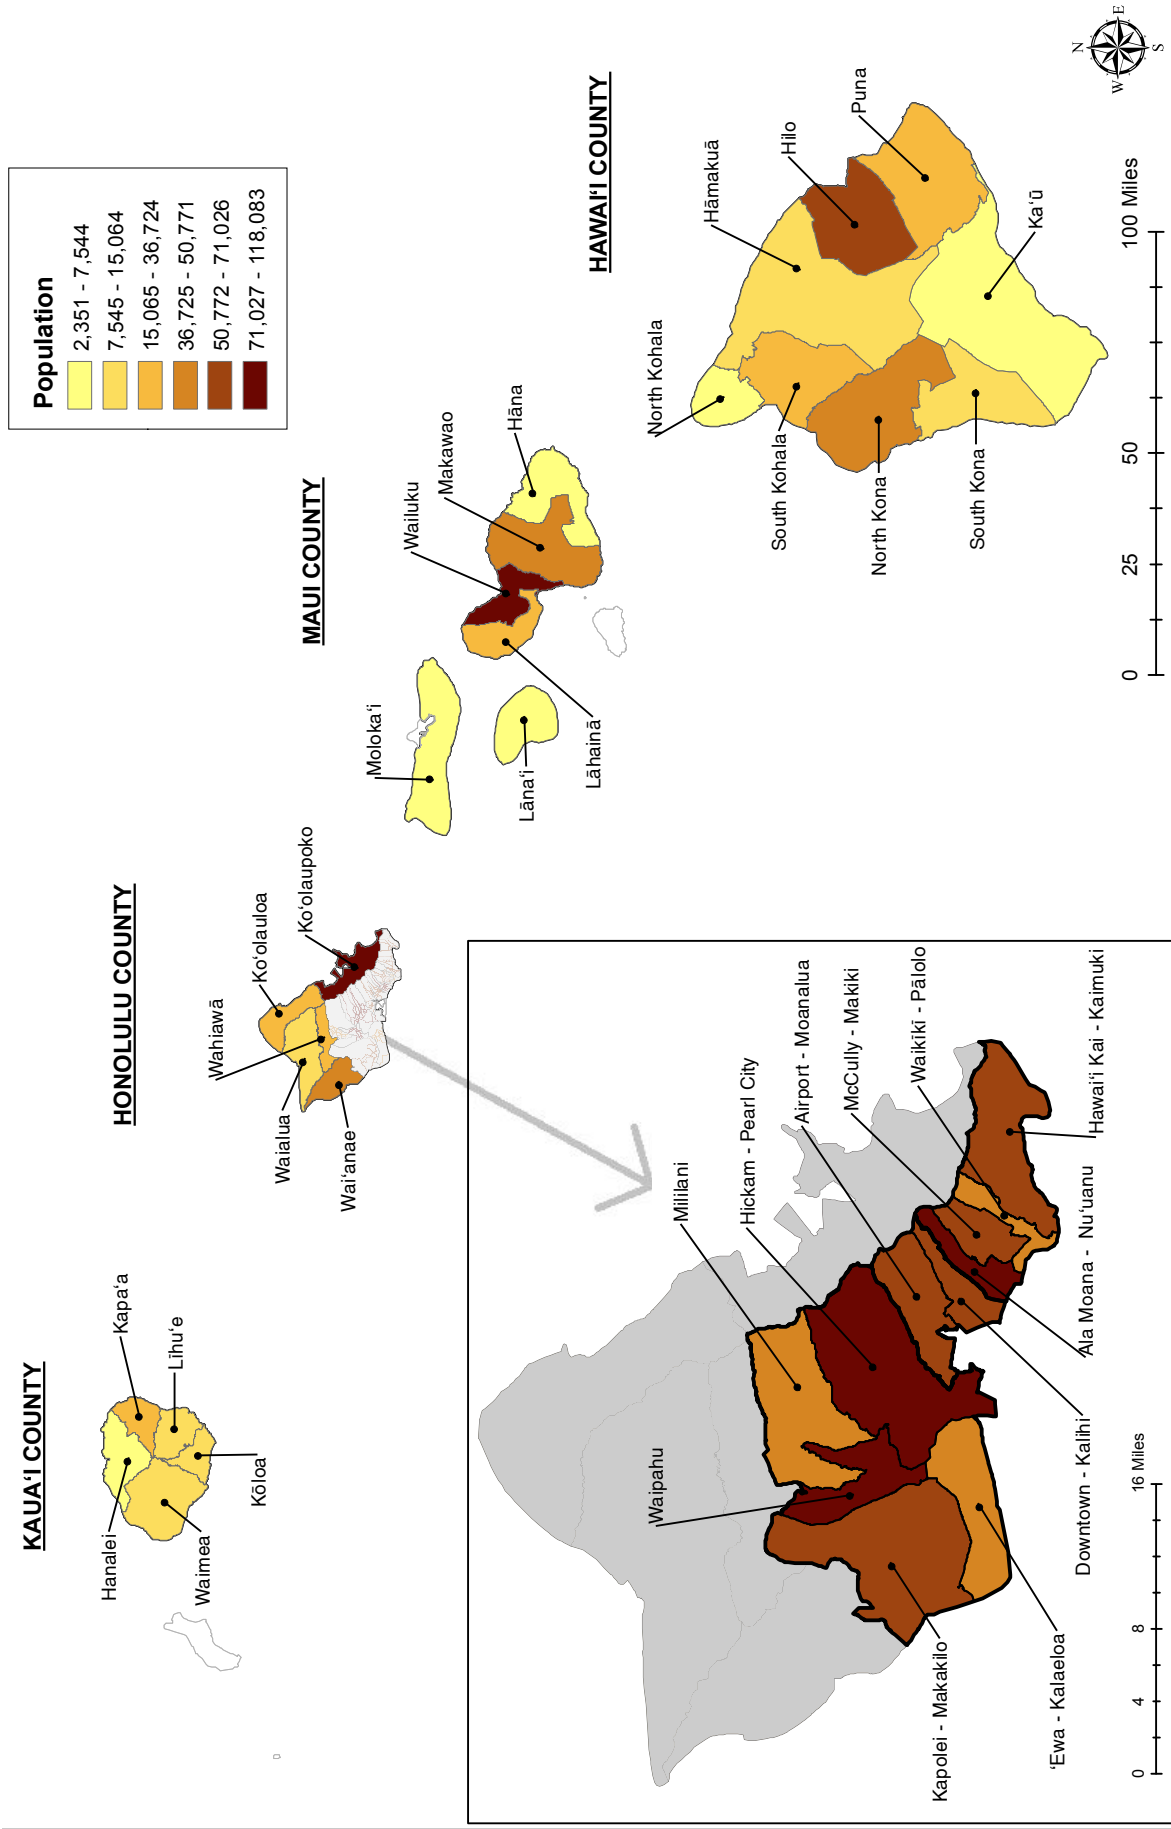 KAUAʻI COUNTY
Hanalei
Kapaʻa
Līhuʻe
Waimea
Kōloa
HONOLULU COUNTY
Wahiawā
Koʻolauloa
Koʻolaupoko
Waialua
Waiʻanae
MAUI COUNTY
Molokaʻi
Lānaʻi
Lāhainā
Wailuku
Makawao
Hāna
Population
2,351 - 7,544
7,545 - 15,064
15,065 - 36,724
36,725 - 50,771
50,772 - 71,026
71,027 - 118,083
HAWAIʻI COUNTY
North Kohala
Hāmakuā
Hilo
Puna
South Kohala
North Kona
South Kona
Kaʻū
0 25 50 100 Miles
N
W E
S
Waipahu
Mililani
Hickam - Pearl City
Airport - Moanalua
McCully - Makiki
Waikīkī - Pālolo
Kapolei - Makakilo
ʻEwa - Kalaeloa
Downtown - Kalihi
Ala Moana - Nuʻuanu
Hawaiʻi Kai - Kaimuki
0 4 8 16 Miles